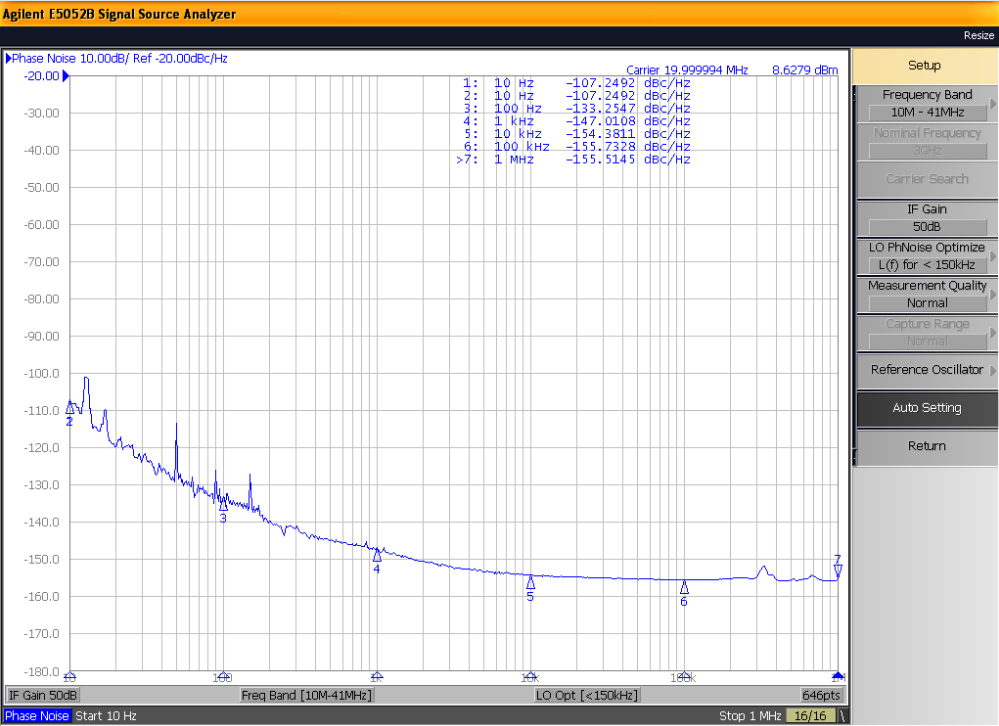 Agilent E5052B Signal Source Analyzer
Resize
Phase Noise 10.00dB/ Ref -20.00dBc/Hz
Carrier 19.999994 MHz 8.6279 dBm
1: 10 Hz -107.2492 dBc/Hz
2: 10 Hz -107.2492 dBc/Hz
3: 100 Hz -133.2547 dBc/Hz
4: 1 kHz -147.0108 dBc/Hz
5: 10 kHz -154.3811 dBc/Hz
6: 100 kHz -155.7328 dBc/Hz
>7: 1 MHz -155.5145 dBc/Hz
-20.00
-30.00
-40.00
-50.00
-60.00
-70.00
-80.00
-90.00
-100.0
-110.0
-120.0
-130.0
-140.0
-150.0
-160.0
-170.0
-180.0
2
3
4
5
6
7
10 100 1k 10k 100k 1M
IF Gain 50dB Freq Band [10M-41MHz] LO Opt [<150kHz] 646pts
Phase Noise Start 10 Hz Stop 1 MHz 16/16
Setup
Frequency Band
10M - 41MHz
Nominal Frequency
3GHz
Carrier Search
IF Gain
50dB
LO PhNoise Optimize
L(f) for < 150kHz
Measurement Quality
Normal
Capture Range
Normal
Reference Oscillator
Auto Setting
Return